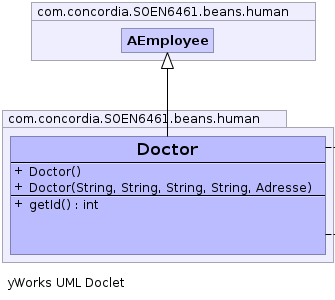 com.concordia.SOEN6461.beans.human
AEmployee
com.concordia.SOEN6461.beans.human
Doctor
+ Doctor()
+ Doctor(String, String, String, String, Adresse)
+ getId() : int
yWorks UML Doclet